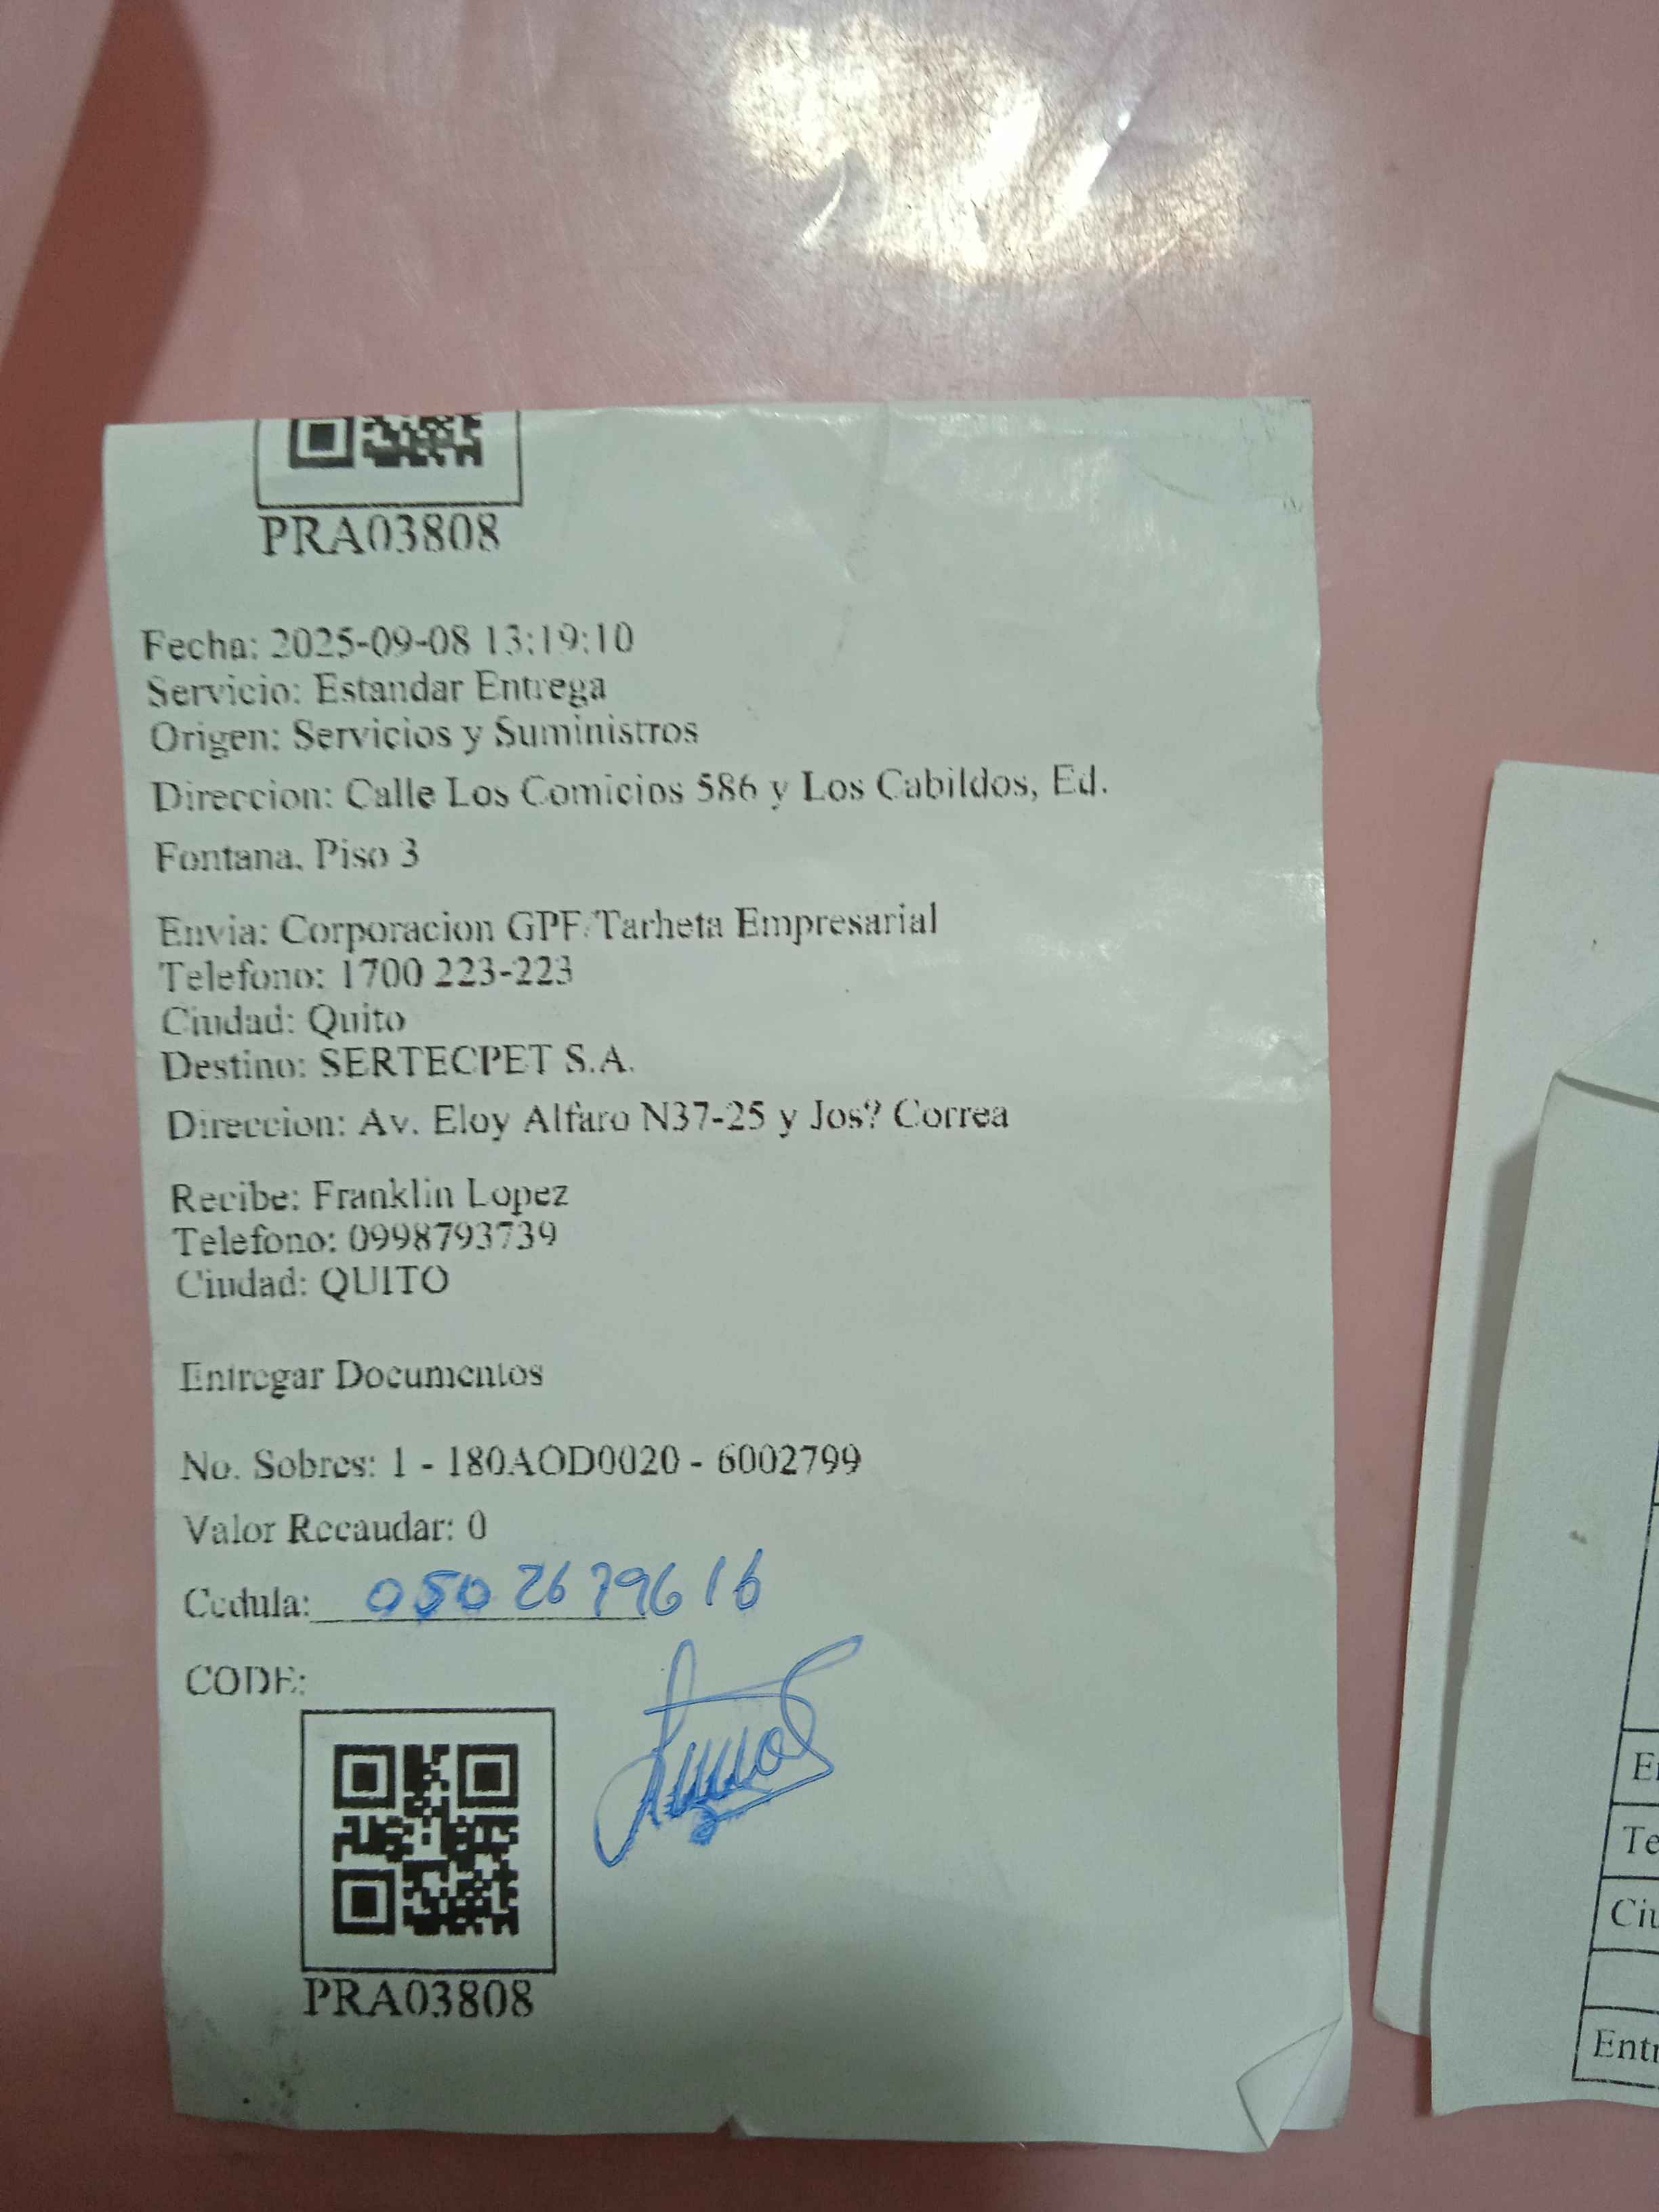 PRA03808
Fecha: 2025-09-08 13:19:10
Servicio: Estandar Entrega
Origen: Servicios y Suministros
Direccion: Calle Los Comicios 586 y Los Cabildos, Ed.
Fontana. Piso 3
Envia: Corporacion GPF/Tarheta Empresarial
Telefono: 1700 223-223
Ciudad: Quito
Destino: SERTECPET S.A.
Direccion: Av. Eloy Alfaro N37-25 y Jos? Correa
Recibe: Franklin Lopez
Telefono: 0998793739
Ciudad: QUITO
Entregar Documentos
No. Sobres: 1 - 180AOD0020 - 6002799
Valor Recaudar: 0
Cedula: 0502679616
CODE:
PRA03808
Te
Ciu
Entr